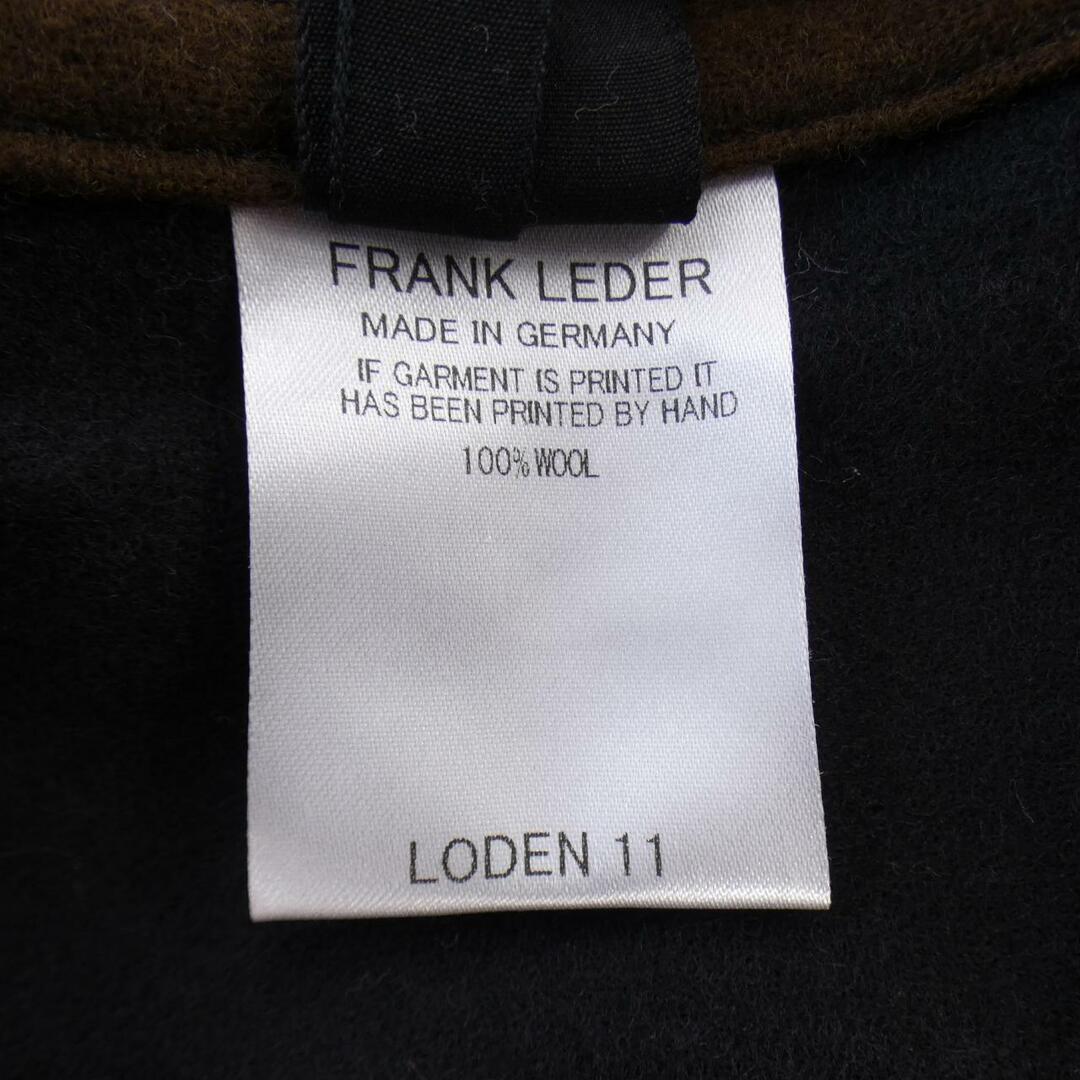 FRANK LEDER
MADE IN GERMANY
IF GARMENT IS PRINTED IT
HAS BEEN PRINTED BY HAND
100% WOOL
LODEN 11